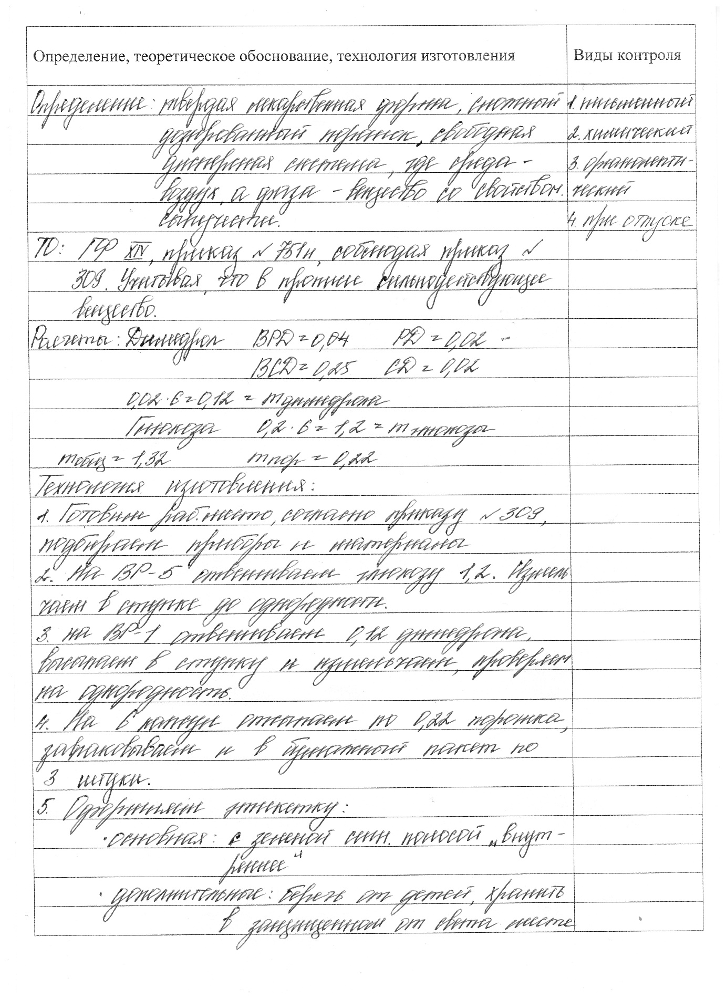 Определение, теоретическое обоснование, технология изготовления
Виды контроля
Определение: твердая лекарственная форма, сложный
дозированный порошок, свободная
дисперсная система, где среда -
воздух, а фаза - вещество со свойством
сыпучести.
1. письменный
2. химический
3. органолепти-
ческий
4. при отпуске
ТО: ГФ XIV, приказ № 751н, соблюдая приказ №
309. Учитывая, что в прописи сильнодействующее
вещество.
Расчеты: Димедрол ВРД = 0,04 РД = 0,02
ВСД = 0,25 СД = 0,02
0,02 · 6 = 0,12 = m димедрола
Глюкоза 0,2 · 6 = 1,2 = m глюкозы
m общ = 1,32 m пор = 0,22
Технология изготовления:
1. Готовим раб. место, согласно приказу № 309,
подбираем приборы и материалы
2. На ВР-5 отвешиваем глюкозу 1,2. Измель
чаем в ступке до однородности.
3. На ВР-1 отвешиваем 0,12 димедрола,
высыпаем в ступку и измельчаем, проверяем
на однородность.
4. На 6 капсул отсыпаем по 0,22 порошка,
запаковываем и в бумажный пакет по
3 штуки.
5. Оформляем этикетку:
· основная: с зеленой сигн. полосой „внут-
реннее"
· дополнительные: беречь от детей, хранить
в защищенном от света месте